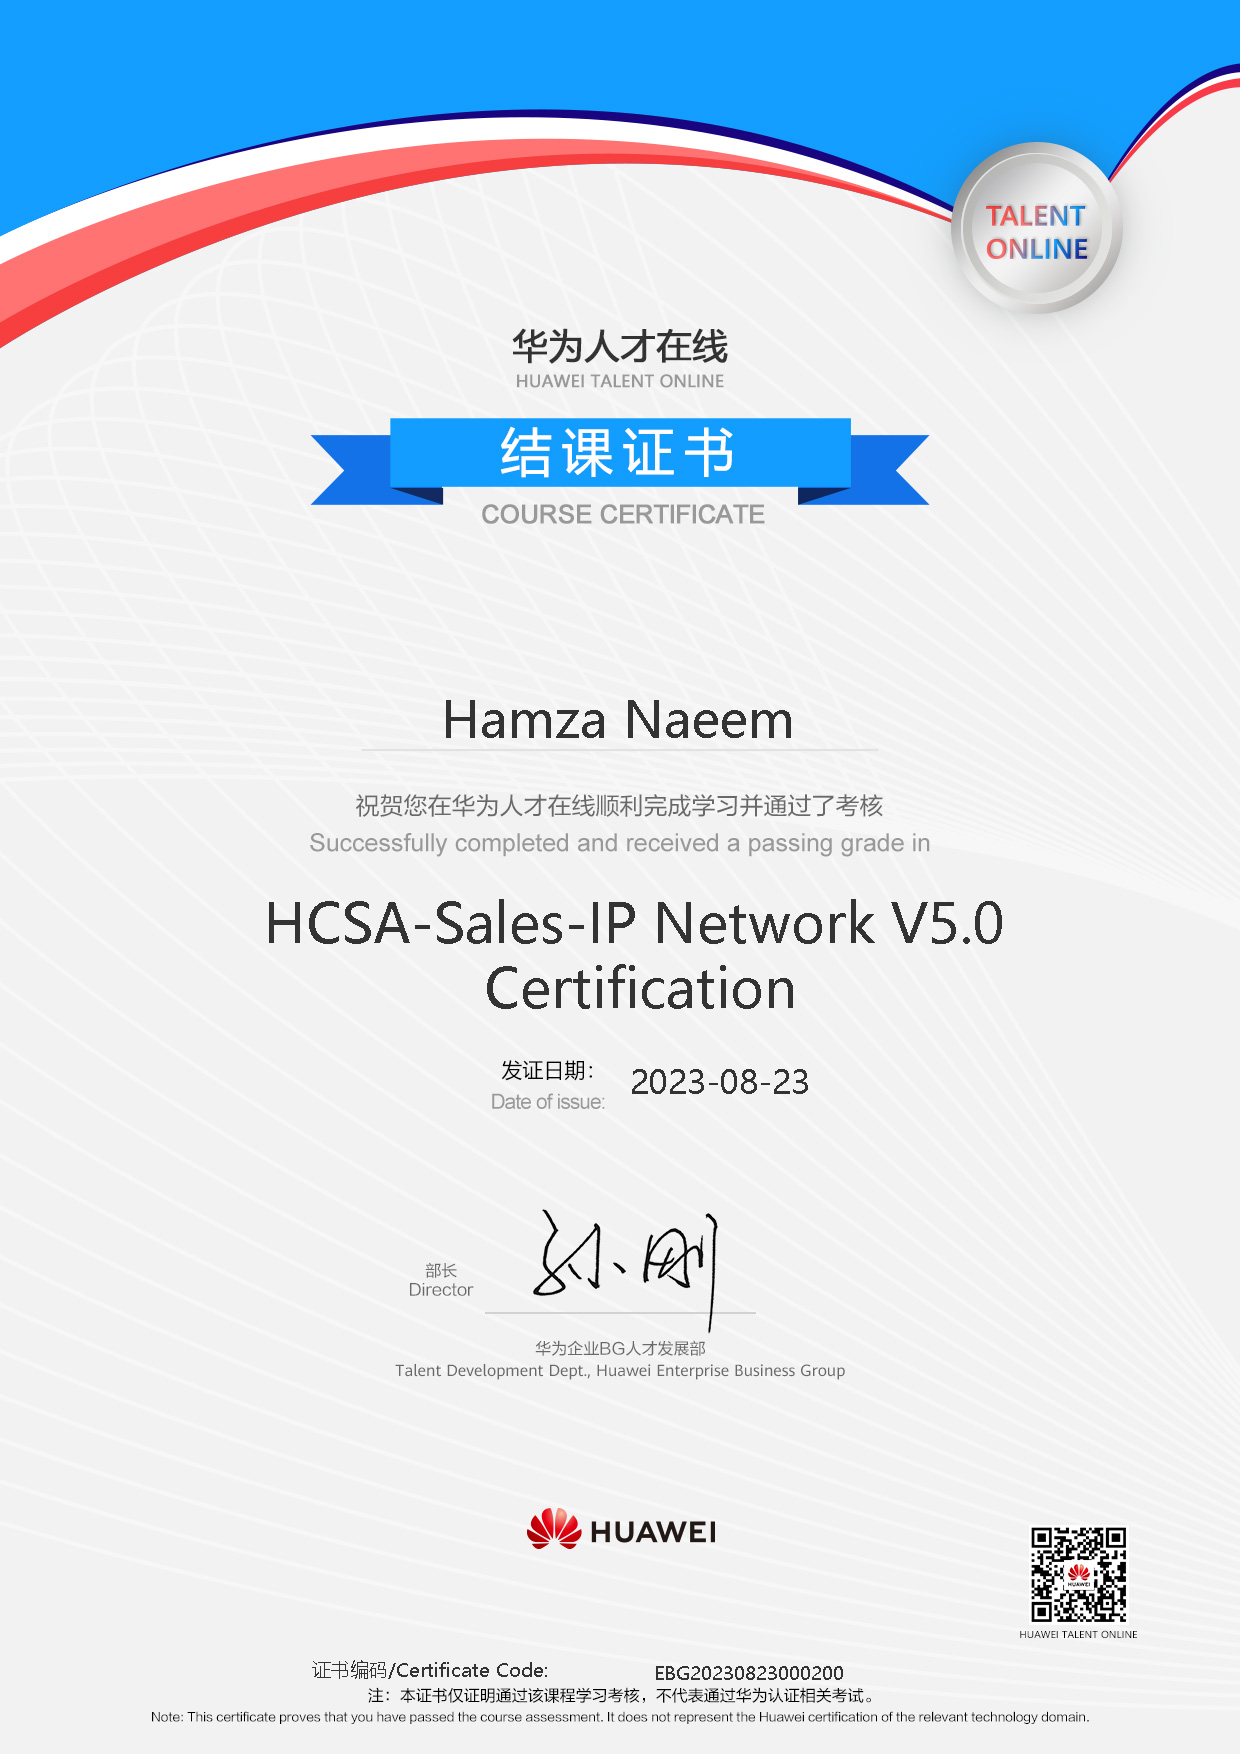 TALENT
ONLINE
华为人才在线
HUAWEI TALENT ONLINE
结课证书
COURSE CERTIFICATE
Hamza Naeem
祝贺您在华为人才在线顺利完成学习并通过了考核
Successfully completed and received a passing grade in
HCSA-Sales-IP Network V5.0
Certification
发证日期： 2023-08-23
Date of issue:
孙刚
部长
Director
华为企业BG人才发展部
Talent Development Dept., Huawei Enterprise Business Group
HUAWEI
HUAWEI
HUAWEI TALENT ONLINE
证书编码/Certificate Code: EBG20230823000200
注：本证书仅证明通过该课程学习考核，不代表通过华为认证相关考试。
Note: This certificate proves that you have passed the course assessment. It does not represent the Huawei certification of the relevant technology domain.